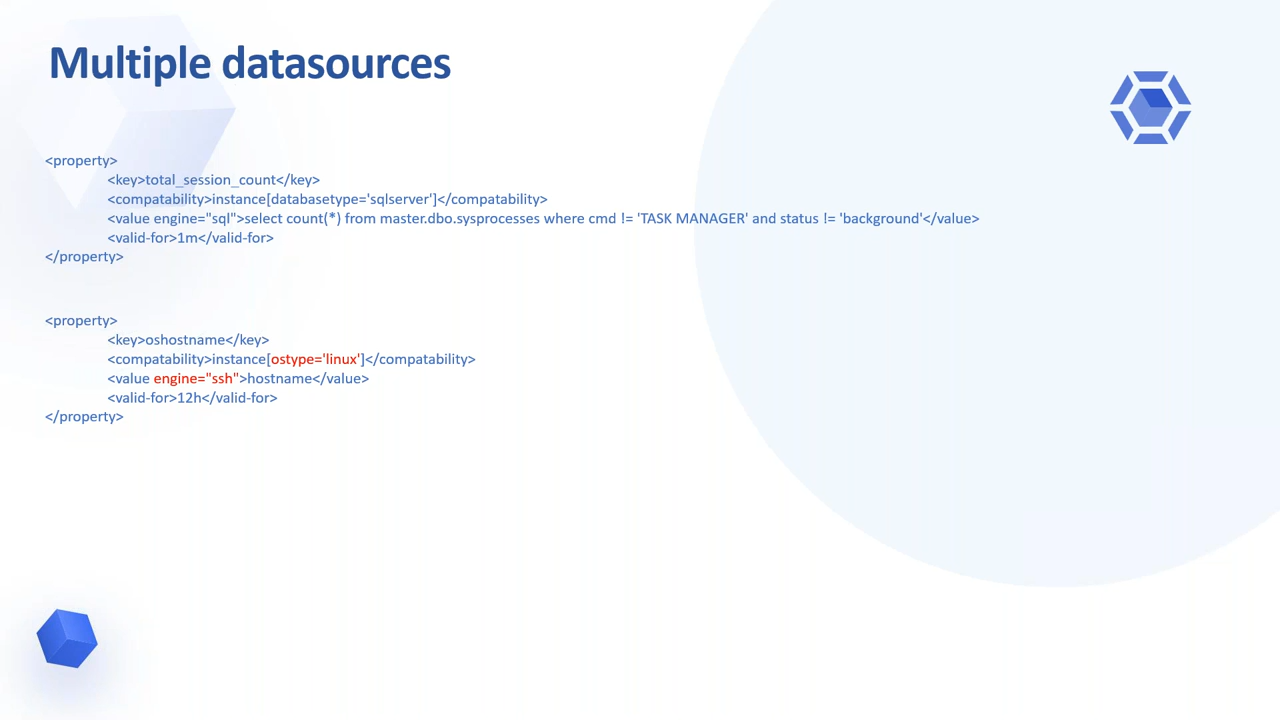 Multiple datasources
<property>
<key>total_session_count</key>
<compatability>instance[databasetype='sqlserver']</compatability>
<value engine="sql">select count(*) from master.dbo.sysprocesses where cmd != 'TASK MANAGER' and status != 'background'</value>
<valid-for>1m</valid-for>
</property>
<property>
<key>oshostname</key>
<compatability>instance[ostype='linux']</compatability>
<value engine="ssh">hostname</value>
<valid-for>12h</valid-for>
</property>